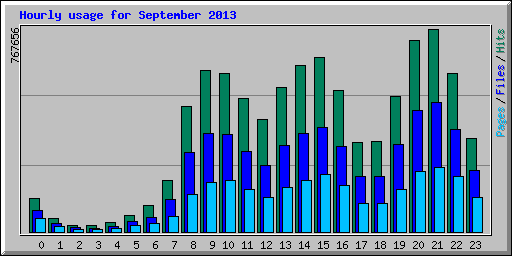 Hourly usage for September 2013
767656
Pages/Files/Hits
0 1 2 3 4 5 6 7 8 9 10 11 12 13 14 15 16 17 18 19 20 21 22 23